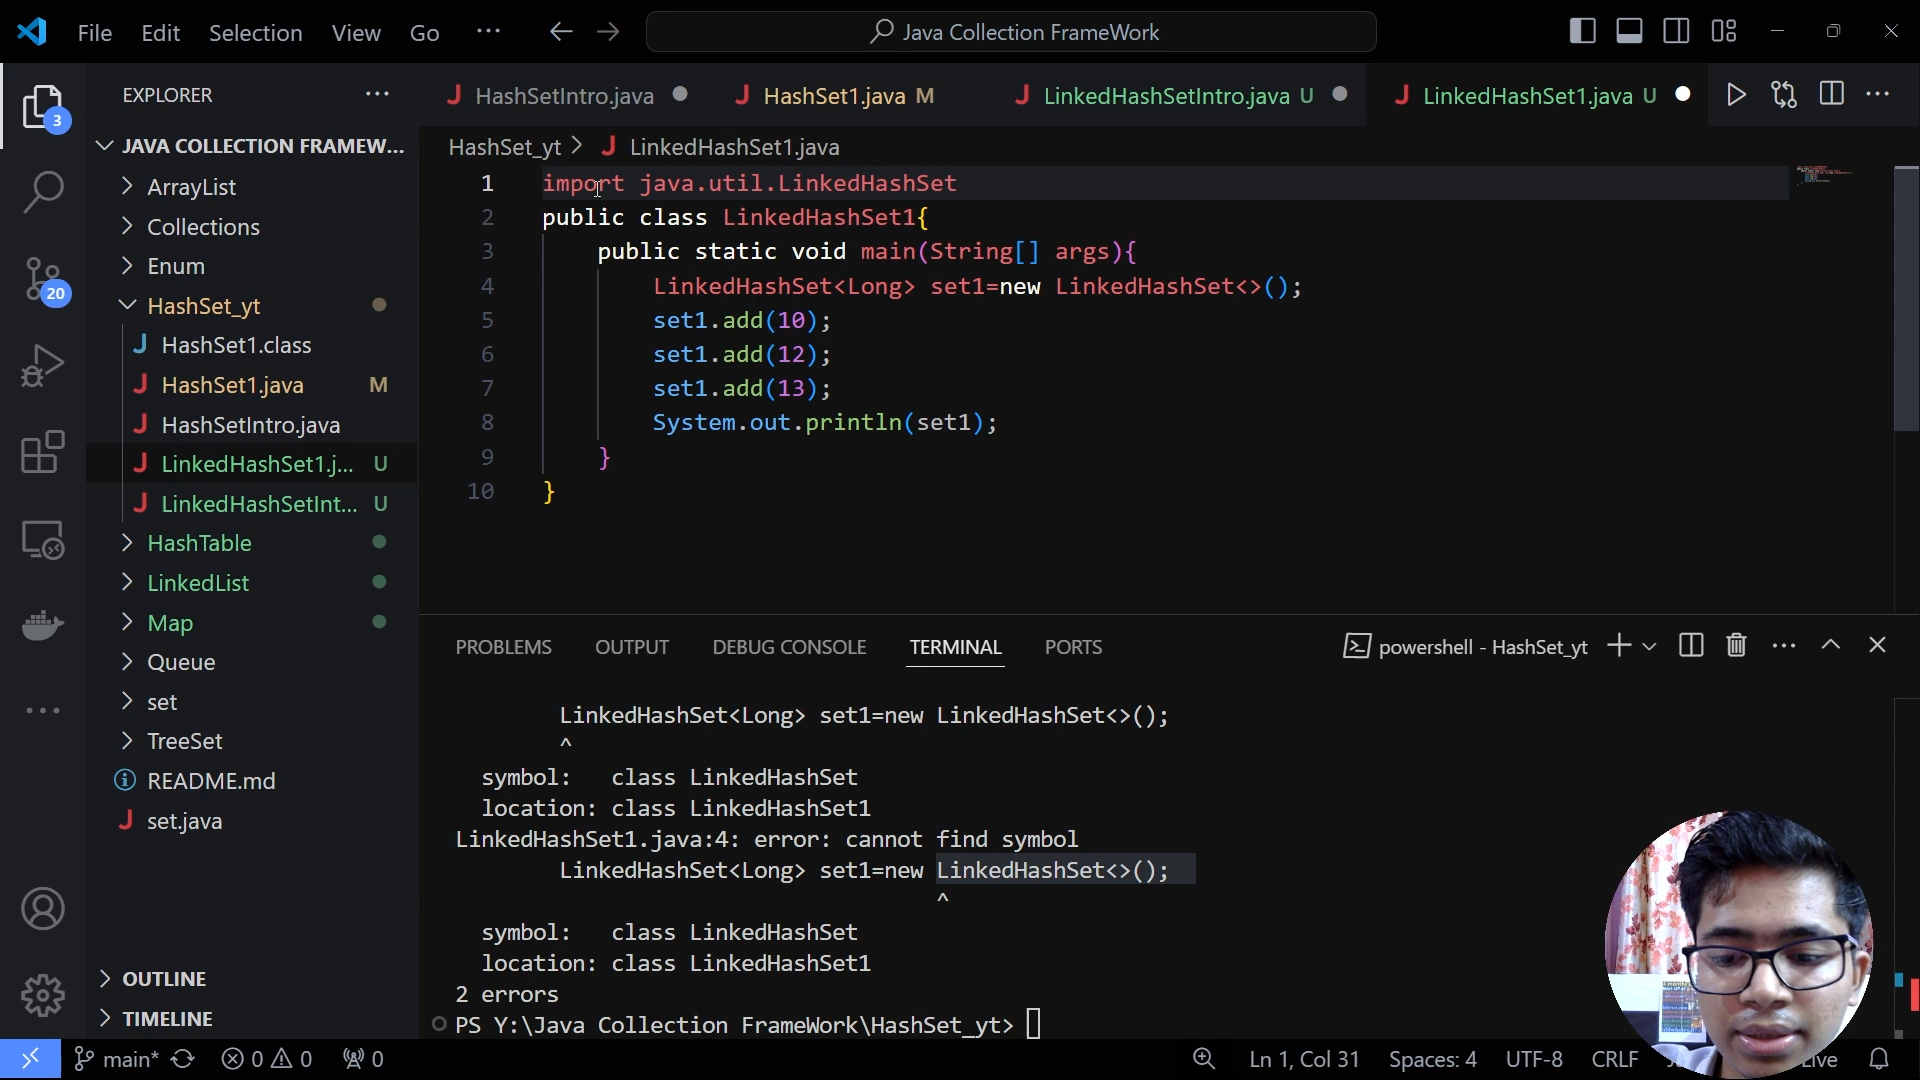 File Edit Selection View Go ··· Java Collection FrameWork
EXPLORER ···
HashSetIntro.java
HashSet1.java M
LinkedHashSetIntro.java U
LinkedHashSet1.java U
3
JAVA COLLECTION FRAMEW...
ArrayList
Collections
Enum
HashSet_yt
HashSet1.class
HashSet1.java M
HashSetIntro.java
LinkedHashSet1.j... U
LinkedHashSetInt... U
HashTable
LinkedList
Map
Queue
set
TreeSet
README.md
set.java
OUTLINE
TIMELINE
20
HashSet_yt > LinkedHashSet1.java
1 import java.util.LinkedHashSet
2 public class LinkedHashSet1{
3 public static void main(String[] args){
4 LinkedHashSet<Long> set1=new LinkedHashSet<>();
5 set1.add(10);
6 set1.add(12);
7 set1.add(13);
8 System.out.println(set1);
9 }
10 }
PROBLEMS OUTPUT DEBUG CONSOLE TERMINAL PORTS powershell - HashSet_yt
LinkedHashSet<Long> set1=new LinkedHashSet<>();
^
symbol: class LinkedHashSet
location: class LinkedHashSet1
LinkedHashSet1.java:4: error: cannot find symbol
LinkedHashSet<Long> set1=new LinkedHashSet<>();
^
symbol: class LinkedHashSet
location: class LinkedHashSet1
2 errors
PS Y:\Java Collection FrameWork\HashSet_yt>
main* 0 0 0 Ln 1, Col 31 Spaces: 4 UTF-8 CRLF Live